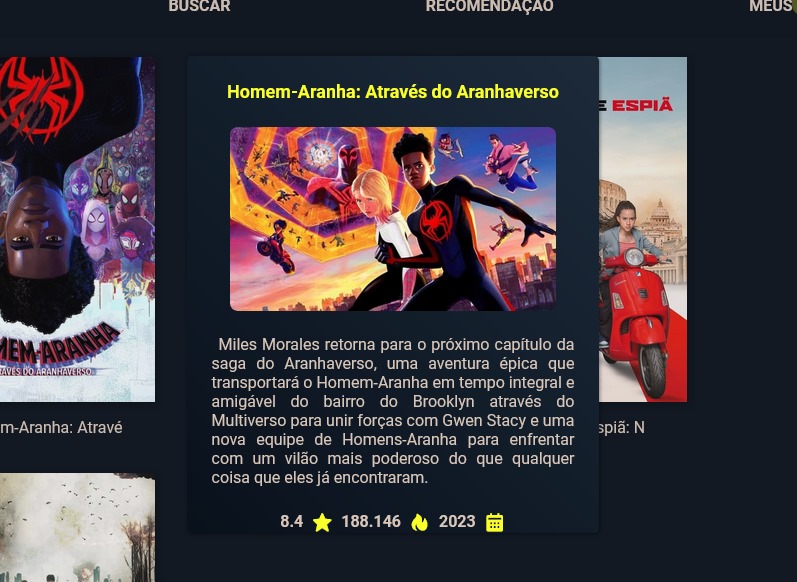 BUSCAR RECOMENDAÇÃO MEUS
Homem-Aranha: Através do Aranhaverso
E ESPIÃ
MEM-ARANHA
AVÉS DO ARANHAVERSO
Miles Morales retorna para o próximo capítulo da
saga do Aranhaverso, uma aventura épica que
transportará o Homem-Aranha em tempo integral e
amigável do bairro do Brooklyn através do
Multiverso para unir forças com Gwen Stacy e uma
nova equipe de Homens-Aranha para enfrentar
com um vilão mais poderoso do que qualquer
coisa que eles já encontraram.
m-Aranha: Atravé
spiã: N
8.4 188.146 2023